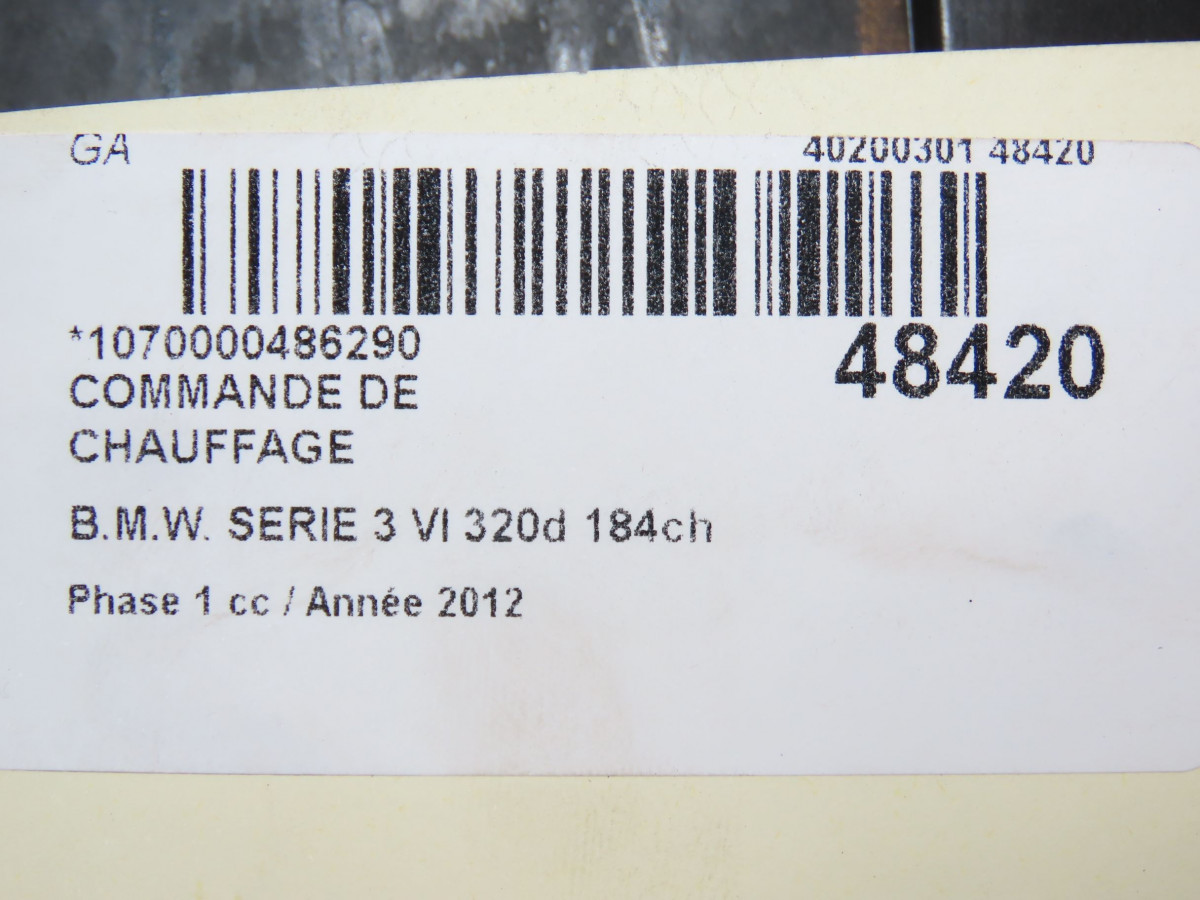 GA
40200301 48420
*1070000486290
48420
COMMANDE DE
CHAUFFAGE
B.M.W. SERIE 3 VI 320d 184ch
Phase 1 cc / Année 2012